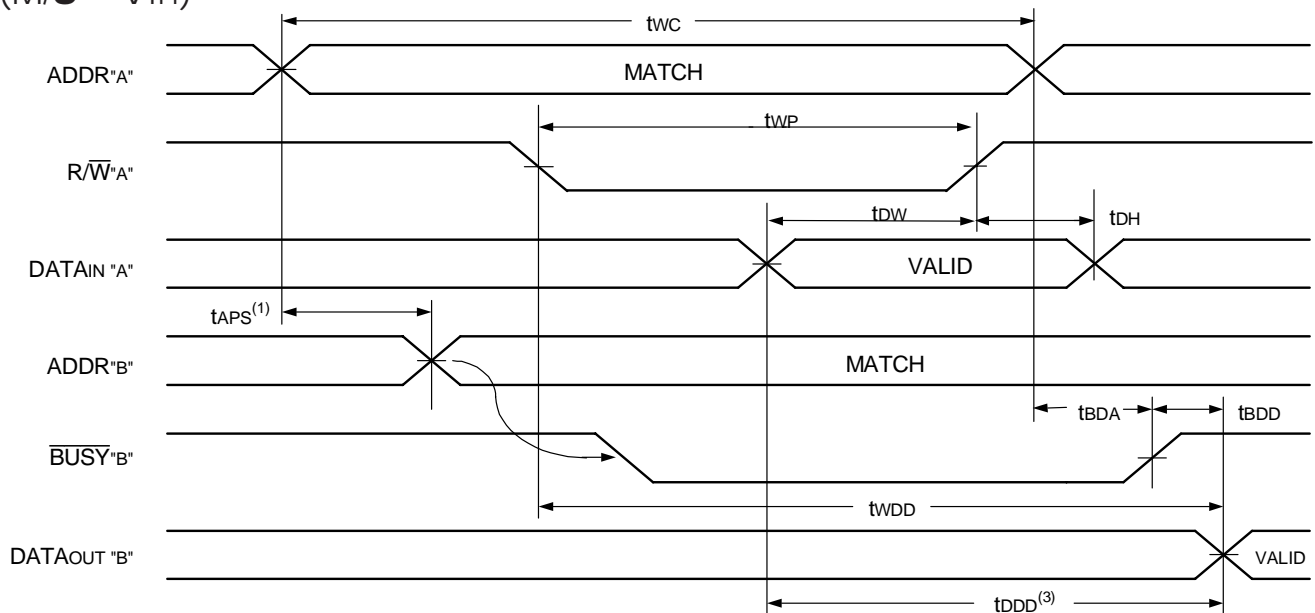 tWC
ADDR"A"
MATCH
tWP
R/W"A"
tDW
tDH
DATAIN "A"
VALID
tAPS(1)
ADDR"B"
MATCH
tBDA
tBDD
BUSY"B"
tWDD
DATAOUT "B"
VALID
tDDD(3)